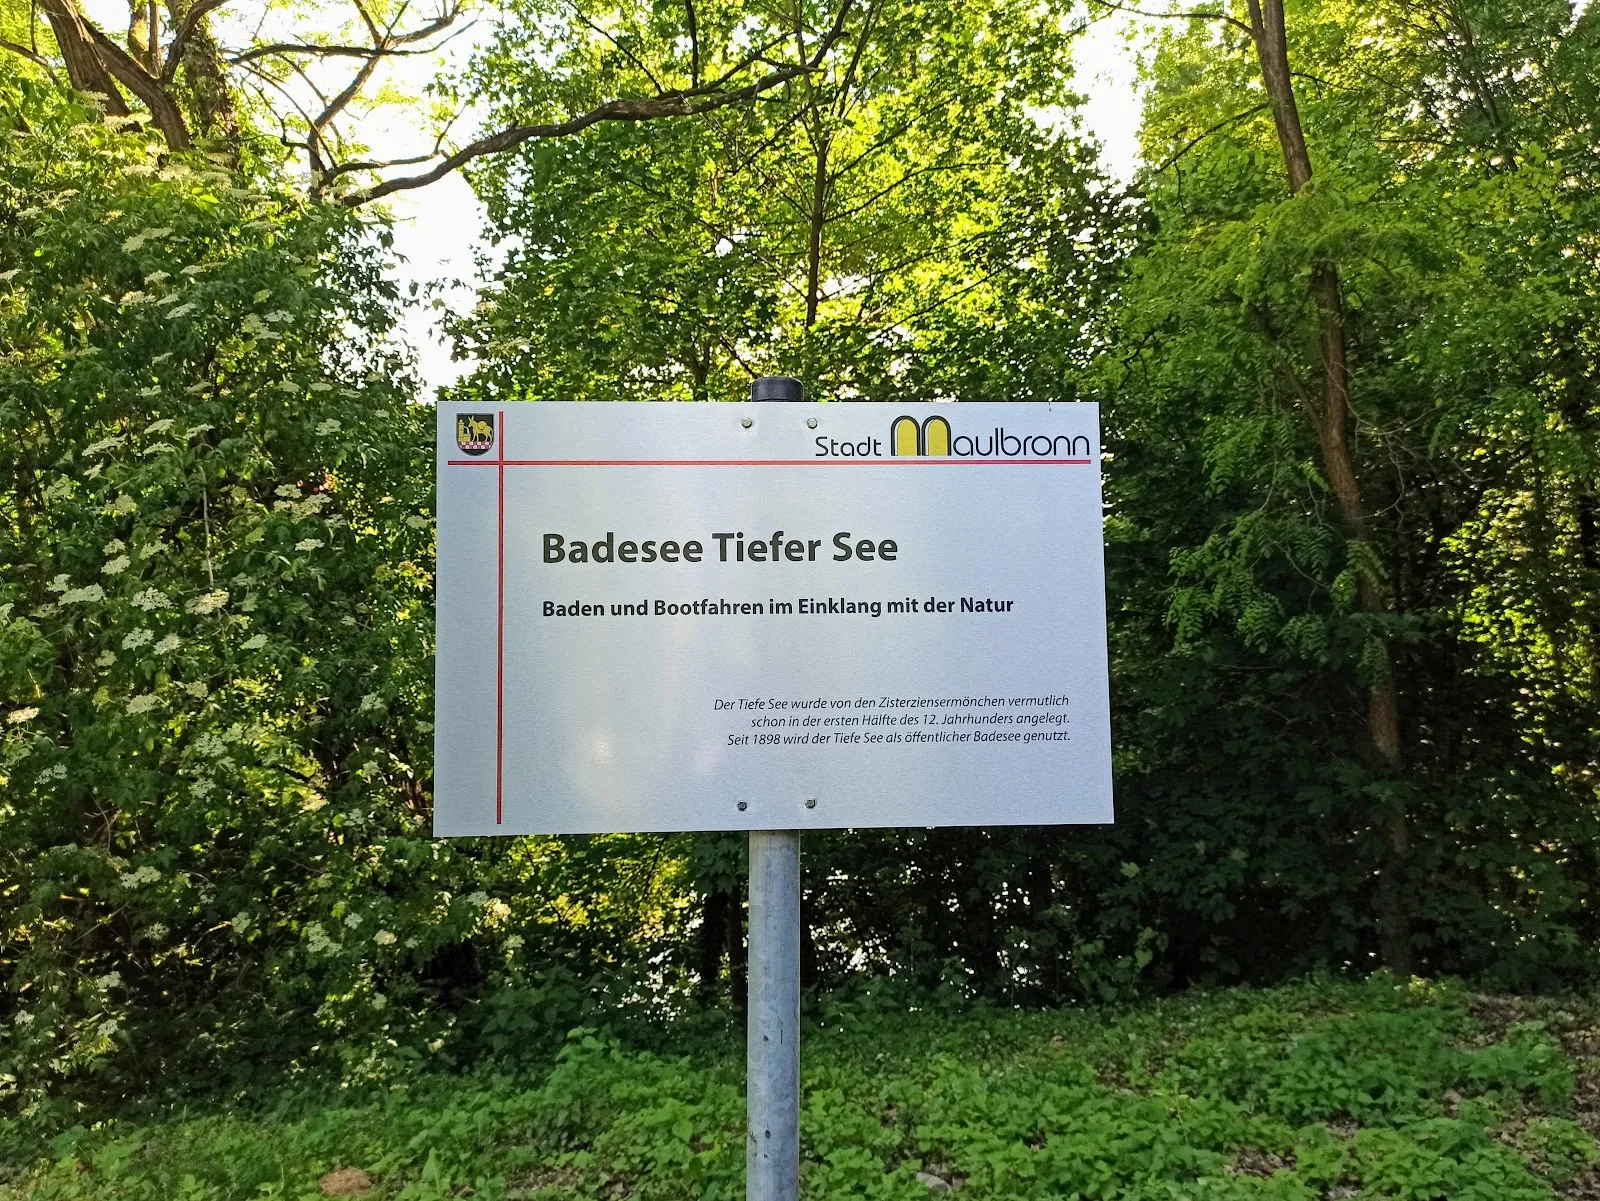 Stadt Maulbronn
Badesee Tiefer See
Baden und Bootfahren im Einklang mit der Natur
Der Tiefe See wurde von den Zisterziensermönchen vermutlich
schon in der ersten Hälfte des 12. Jahrhunderts angelegt.
Seit 1898 wird der Tiefe See als öffentlicher Badesee genutzt.